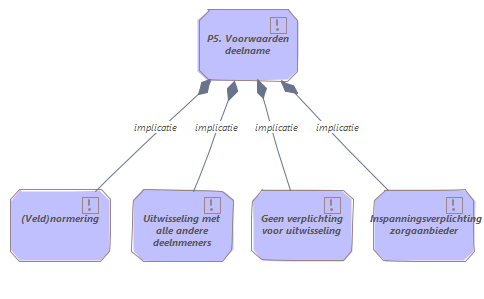 P5. Voorwaarden
deelname
implicatie implicatie implicatie implicatie
(Veld)normering
Uitwisseling met
alle andere
deelnmeners
Geen verplichting
voor uitwisseling
Inspanningsverplichting
zorgaanbieder